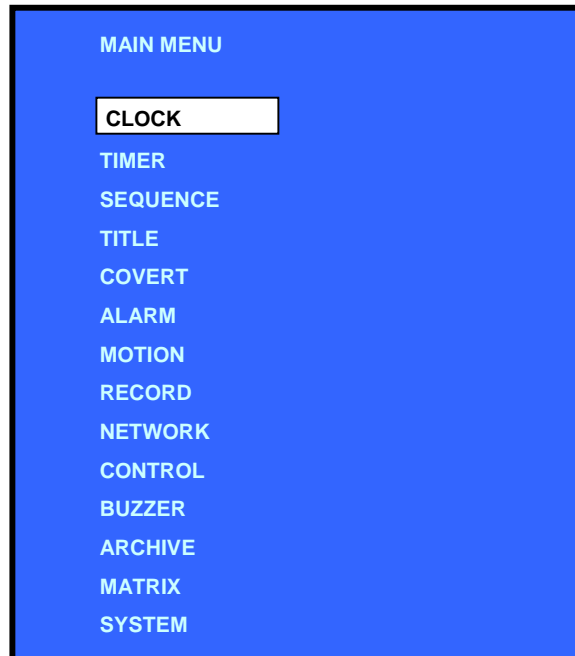 MAIN MENU
CLOCK
TIMER
SEQUENCE
TITLE
COVERT
ALARM
MOTION
RECORD
NETWORK
CONTROL
BUZZER
ARCHIVE
MATRIX
SYSTEM